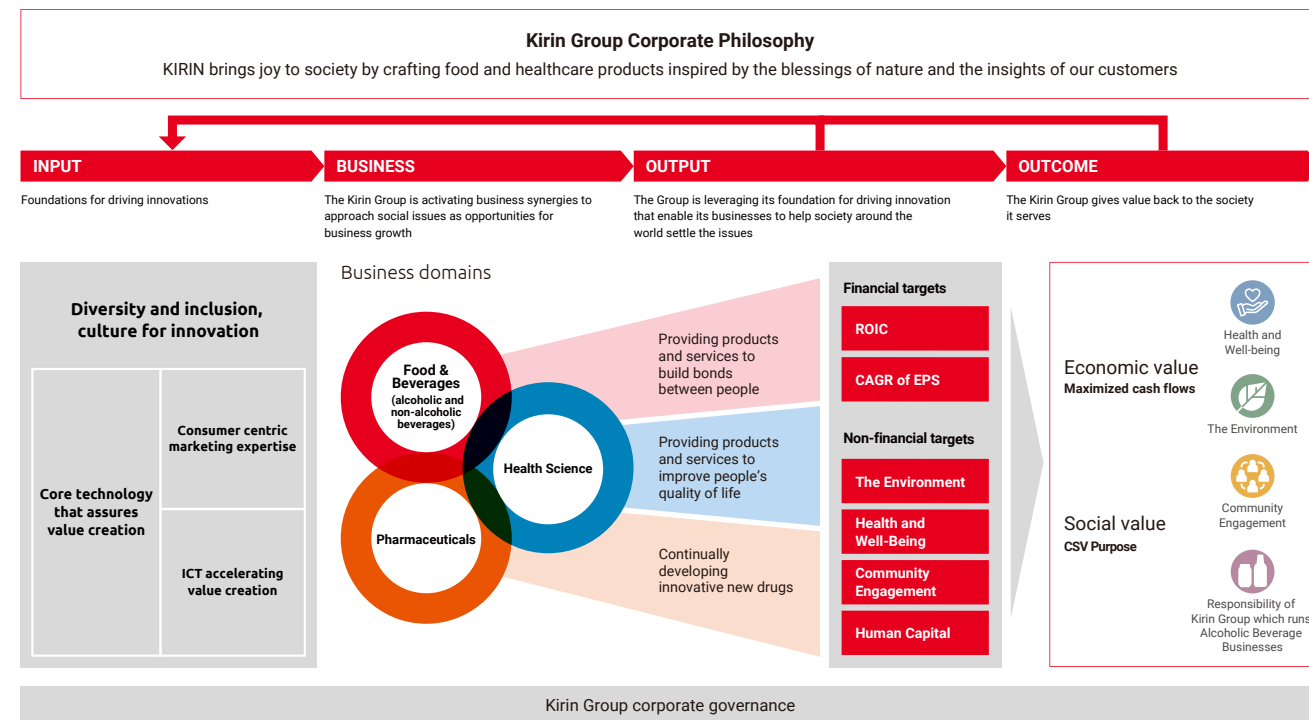 Kirin Group Corporate Philosophy
KIRIN brings joy to society by crafting food and healthcare products inspired by the blessings of nature and the insights of our customers
INPUT
Foundations for driving innovations
BUSINESS
The Kirin Group is activating business synergies to
approach social issues as opportunities for
business growth
OUTPUT
The Group is leveraging its foundation for driving innovation
that enable its businesses to help society around the
world settle the issues
OUTCOME
The Kirin Group gives value back to the society
it serves
Diversity and inclusion,
culture for innovation
Core technology
that assures
value creation
Consumer centric
marketing expertise
ICT accelerating
value creation
Business domains
Food &
Beverages
(alcoholic and
non-alcoholic
beverages)
Health Science
Pharmaceuticals
Providing products
and services to
build bonds
between people
Providing products
and services to
improve people's
quality of life
Continually
developing
innovative new drugs
Financial targets
ROIC
CAGR of EPS
Non-financial targets
The Environment
Health and
Well-Being
Community
Engagement
Human Capital
Economic value
Maximized cash flows
Social value
CSV Purpose
Health and
Well-being
The Environment
Community
Engagement
Responsibility of
Kirin Group which runs
Alcoholic Beverage
Businesses
Kirin Group corporate governance